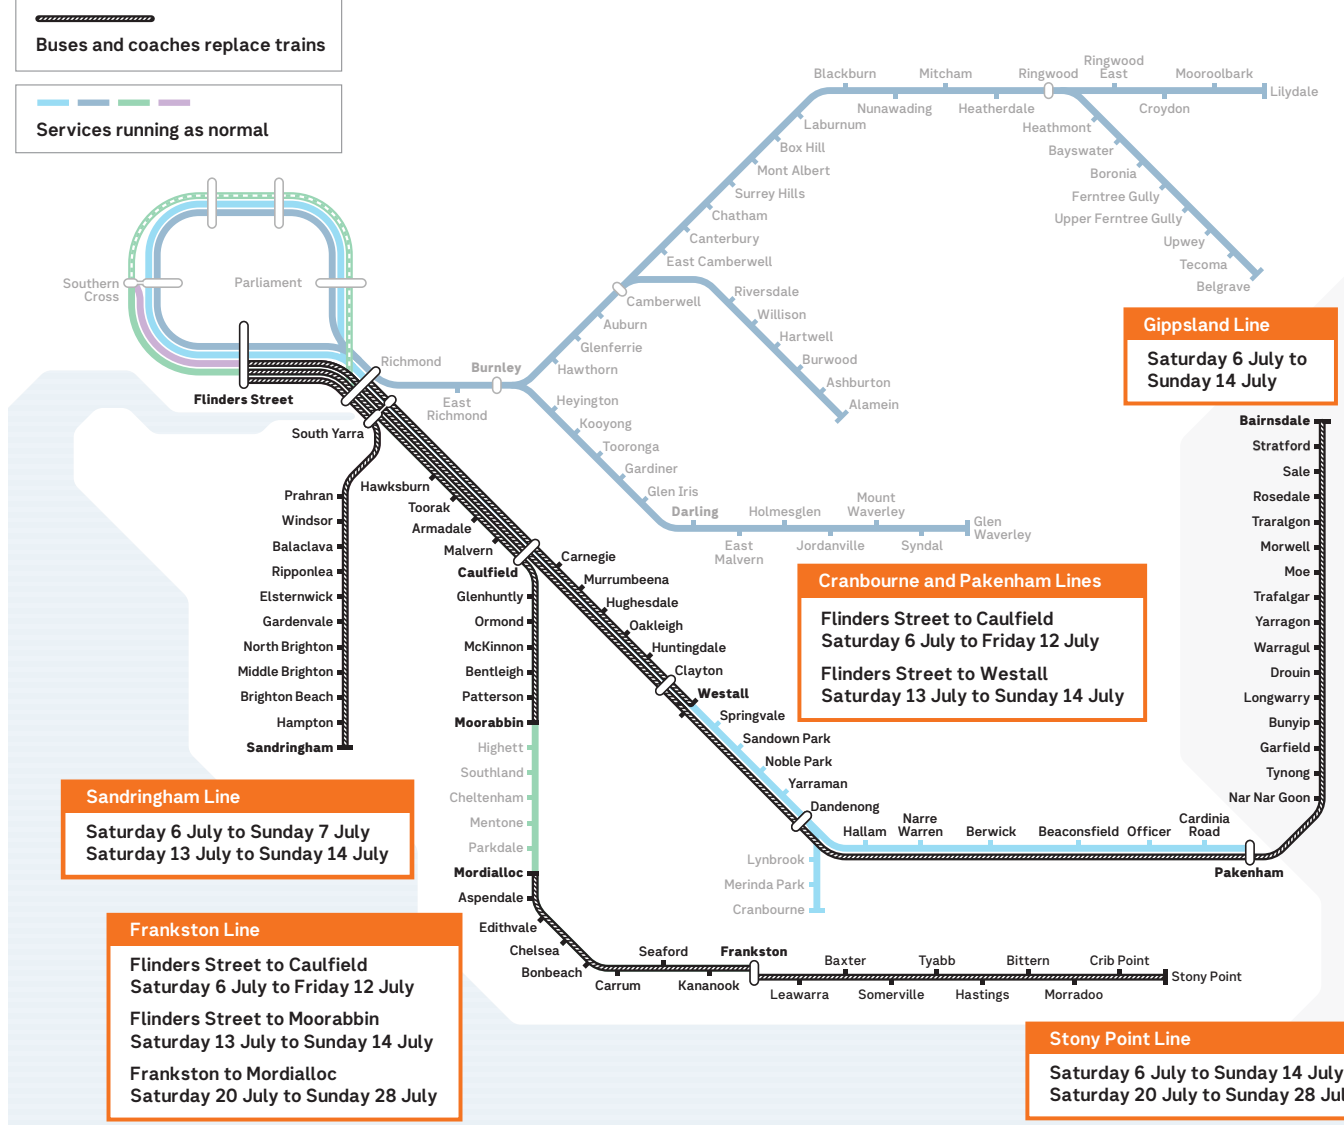 Buses and coaches replace trains
Services running as normal
Southern
Cross
Parliament
Flinders Street
Richmond
East
Richmond
Burnley
South Yarra
Hawthorn
Glenferrie
Auburn
Camberwell
East Camberwell
Canterbury
Chatham
Surrey Hills
Mont Albert
Box Hill
Laburnum
Blackburn
Nunawading
Mitcham
Heatherdale
Ringwood
Ringwood
East
Croydon
Mooroolbark
Lilydale
Heathmont
Bayswater
Boronia
Ferntree Gully
Upper Ferntree Gully
Upwey
Tecoma
Belgrave
Riversdale
Willison
Hartwell
Burwood
Ashburton
Alamein
Heyington
Kooyong
Tooronga
Gardiner
Glen Iris
Darling
East
Malvern
Holmesglen
Jordanville
Mount
Waverley
Syndal
Glen
Waverley
Prahran
Windsor
Balaclava
Ripponlea
Elsternwick
Gardenvale
North Brighton
Middle Brighton
Brighton Beach
Hampton
Sandringham
Hawksburn
Toorak
Armadale
Malvern
Caulfield
Glenhuntly
Ormond
McKinnon
Bentleigh
Patterson
Moorabbin
Highett
Southland
Cheltenham
Mentone
Parkdale
Mordialloc
Aspendale
Edithvale
Chelsea
Bonbeach
Carrum
Seaford
Kananook
Frankston
Leawarra
Baxter
Somerville
Tyabb
Hastings
Bittern
Morradoo
Crib Point
Stony Point
Carnegie
Murrumbeena
Hughesdale
Oakleigh
Huntingdale
Clayton
Westall
Springvale
Sandown Park
Noble Park
Yarraman
Dandenong
Lynbrook
Merinda Park
Cranbourne
Hallam
Narre
Warren
Berwick
Beaconsfield
Officer
Cardinia
Road
Pakenham
Bairnsdale
Stratford
Sale
Rosedale
Traralgon
Morwell
Moe
Trafalgar
Yarragon
Warragul
Drouin
Longwarry
Bunyip
Garfield
Tynong
Nar Nar Goon
Gippsland Line
Saturday 6 July to
Sunday 14 July
Cranbourne and Pakenham Lines
Flinders Street to Caulfield
Saturday 6 July to Friday 12 July
Flinders Street to Westall
Saturday 13 July to Sunday 14 July
Sandringham Line
Saturday 6 July to Sunday 7 July
Saturday 13 July to Sunday 14 July
Frankston Line
Flinders Street to Caulfield
Saturday 6 July to Friday 12 July
Flinders Street to Moorabbin
Saturday 13 July to Sunday 14 July
Frankston to Mordialloc
Saturday 20 July to Sunday 28 July
Stony Point Line
Saturday 6 July to Sunday 14 July
Saturday 20 July to Sunday 28